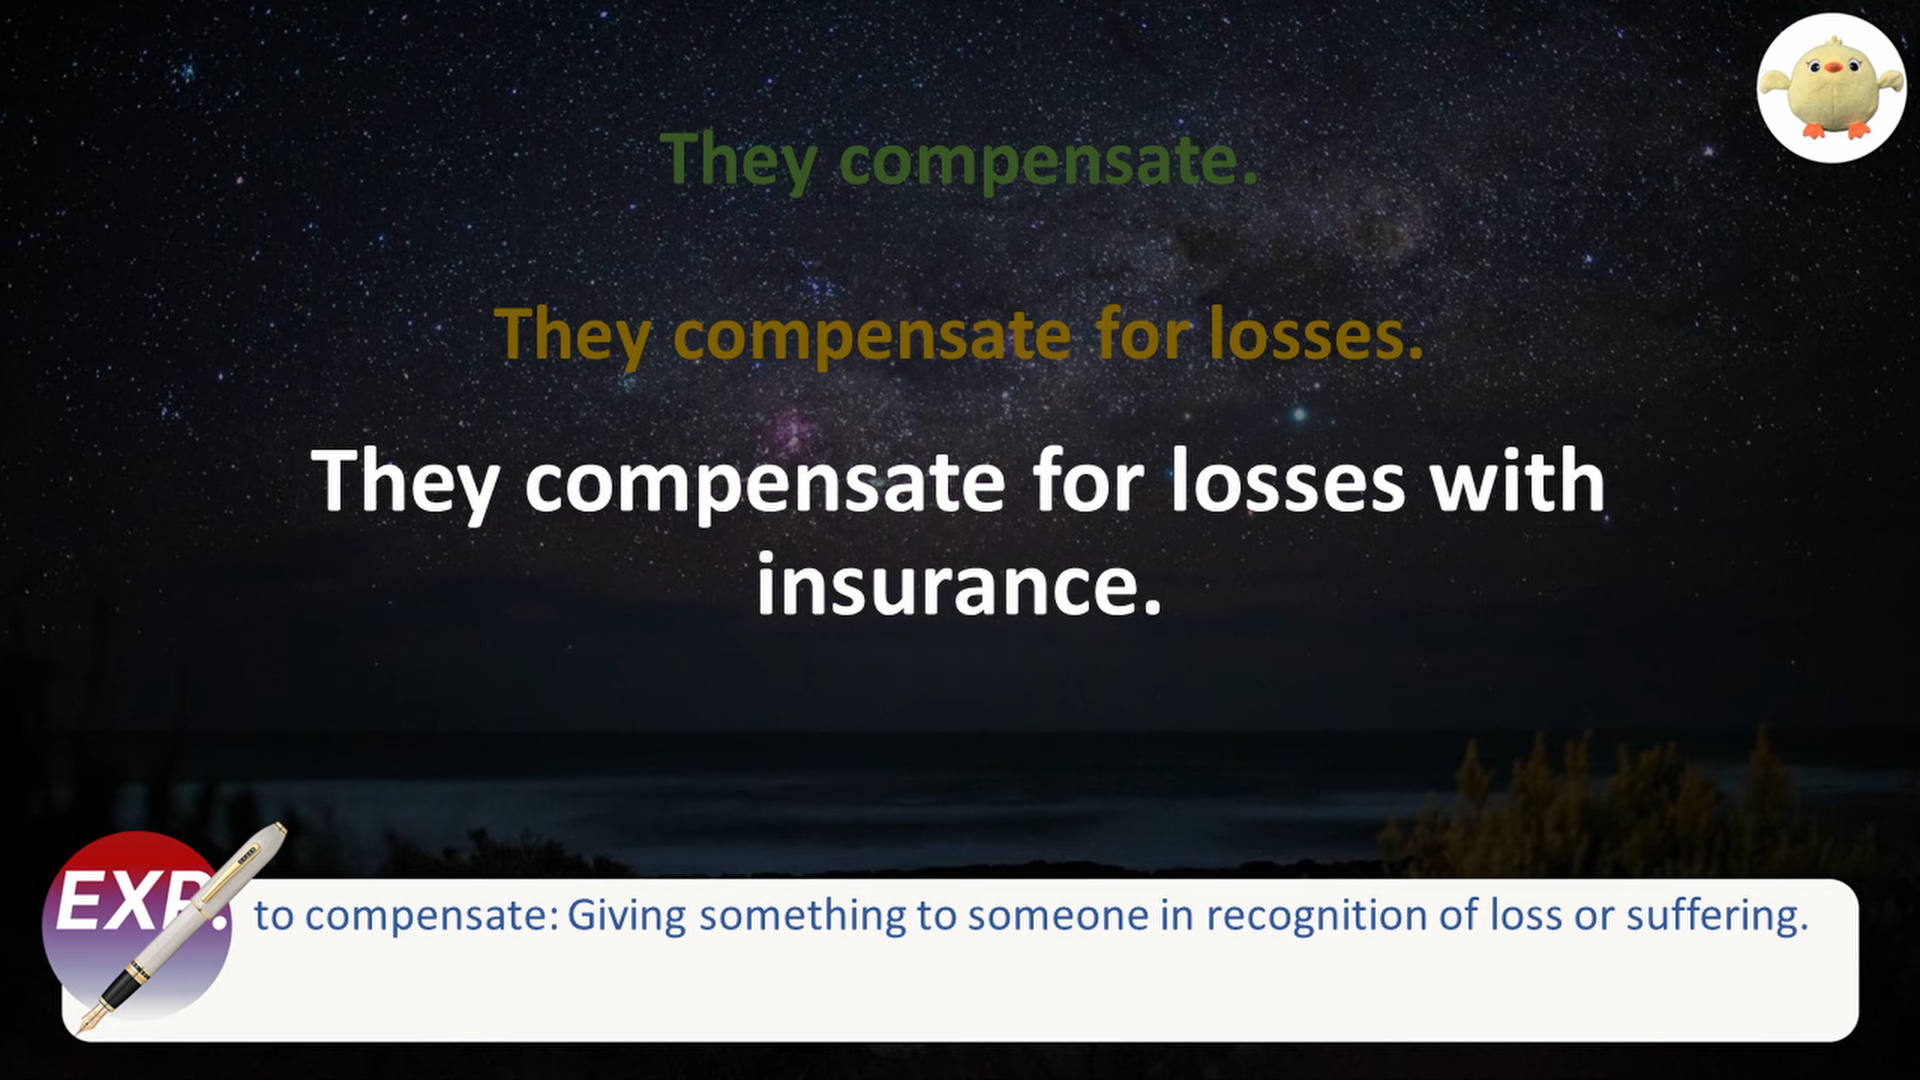 They compensate.
They compensate for losses.
They compensate for losses with
insurance.
EXP.
to compensate: Giving something to someone in recognition of loss or suffering.